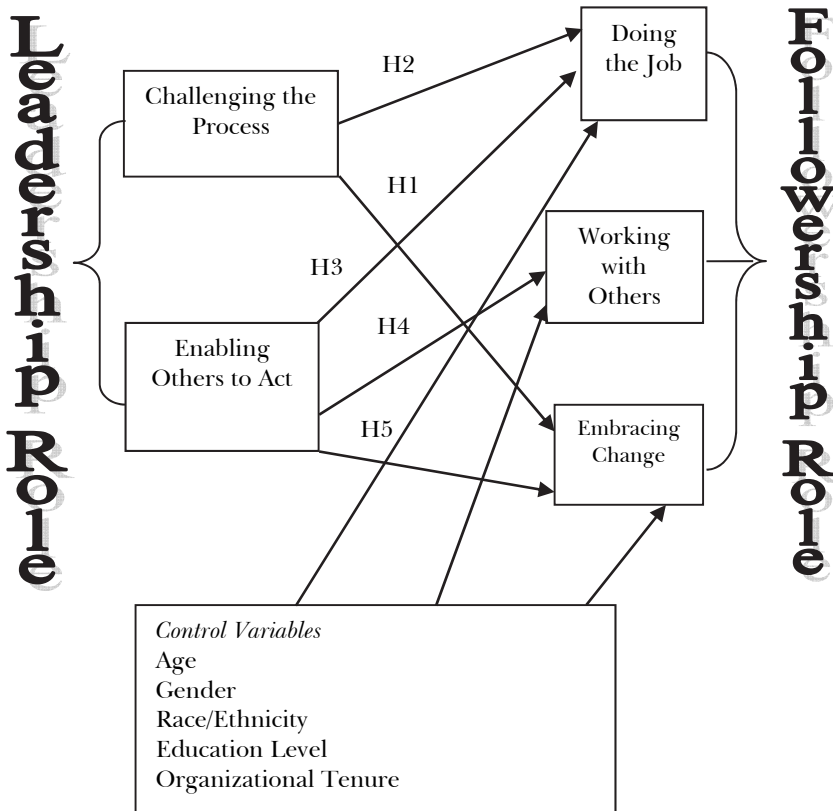 Leadership Role
Challenging the
Process
Enabling
Others to Act
H2
H1
H3
H4
H5
Doing
the Job
Working
with
Others
Embracing
Change
Followership Role
Control Variables
Age
Gender
Race/Ethnicity
Education Level
Organizational Tenure